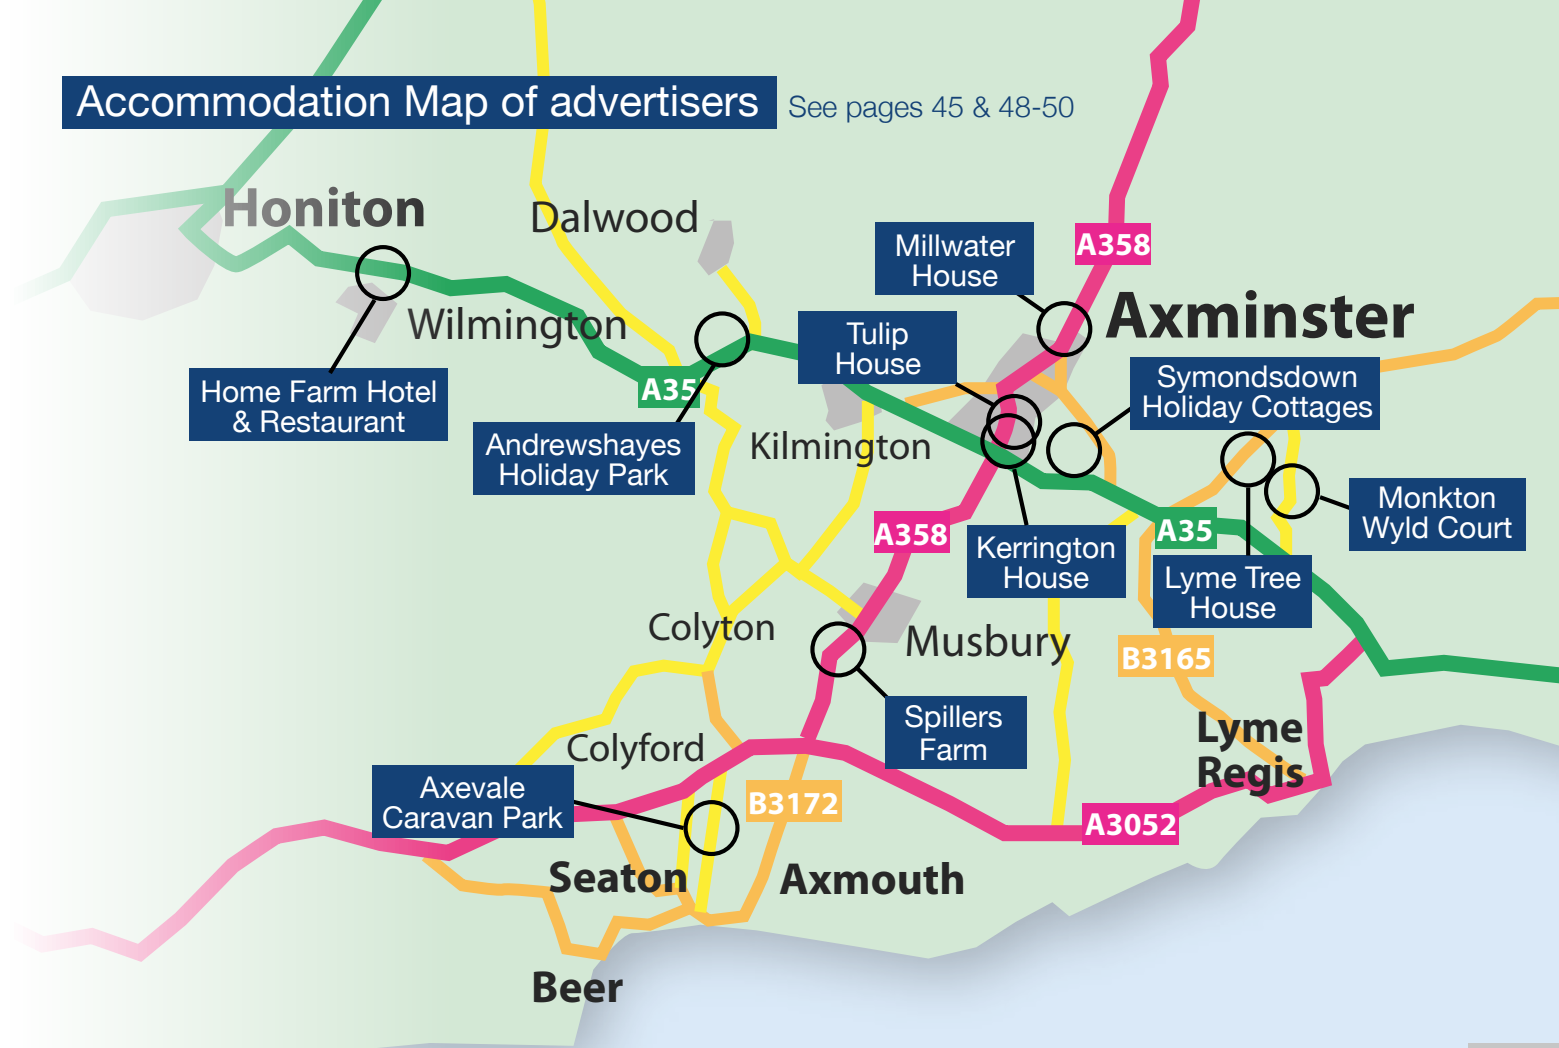 Accommodation Map of advertisers
See pages 45 & 48-50
Honiton
Dalwood
Millwater
House
A358
Axminster
Wilmington
Tulip
House
Home Farm Hotel
& Restaurant
A35
Symondsdown
Holiday Cottages
Andrewshayes
Holiday Park
Kilmington
Monkton
Wyld Court
A358
A35
Kerrington
House
Lyme Tree
House
Colyton
Musbury
B3165
Spillers
Farm
Lyme
Regis
Colyford
Axevale
Caravan Park
B3172
A3052
Seaton
Axmouth
Beer